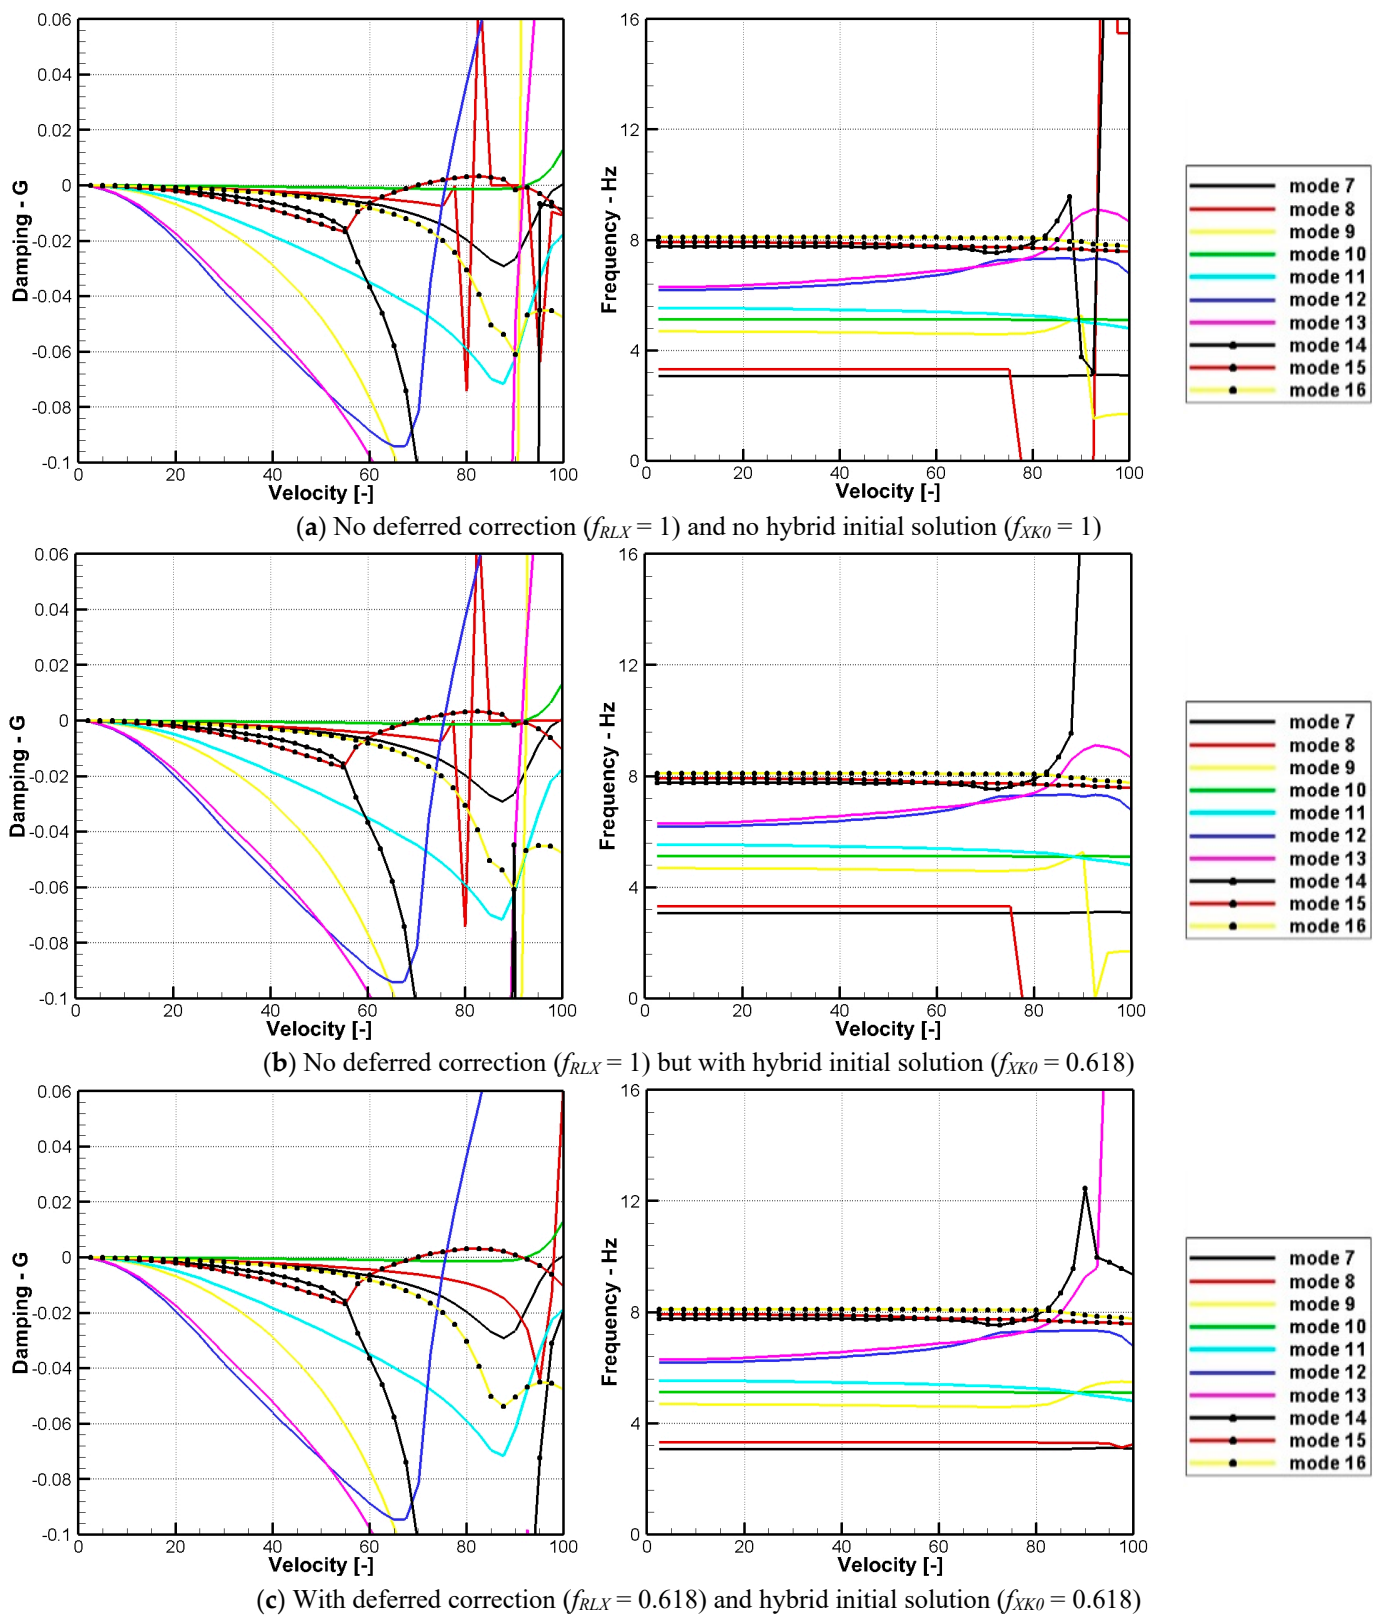 0.06
0.04
0.02
0
-0.02
-0.04
-0.06
-0.08
-0.1
Damping - G
0 20 40 60 80 100
Velocity [-]
16
12
8
4
0
Frequency - Hz
0 20 40 60 80 100
Velocity [-]
mode 7
mode 8
mode 9
mode 10
mode 11
mode 12
mode 13
mode 14
mode 15
mode 16
(a) No deferred correction (fRLX = 1) and no hybrid initial solution (fXK0 = 1)
0.06
0.04
0.02
0
-0.02
-0.04
-0.06
-0.08
-0.1
Damping - G
0 20 40 60 80 100
Velocity [-]
16
12
8
4
0
Frequency - Hz
0 20 40 60 80 100
Velocity [-]
mode 7
mode 8
mode 9
mode 10
mode 11
mode 12
mode 13
mode 14
mode 15
mode 16
(b) No deferred correction (fRLX = 1) but with hybrid initial solution (fXK0 = 0.618)
0.06
0.04
0.02
0
-0.02
-0.04
-0.06
-0.08
-0.1
Damping - G
0 20 40 60 80 100
Velocity [-]
16
12
8
4
0
Frequency - Hz
0 20 40 60 80 100
Velocity [-]
mode 7
mode 8
mode 9
mode 10
mode 11
mode 12
mode 13
mode 14
mode 15
mode 16
(c) With deferred correction (fRLX = 0.618) and hybrid initial solution (fXK0 = 0.618)